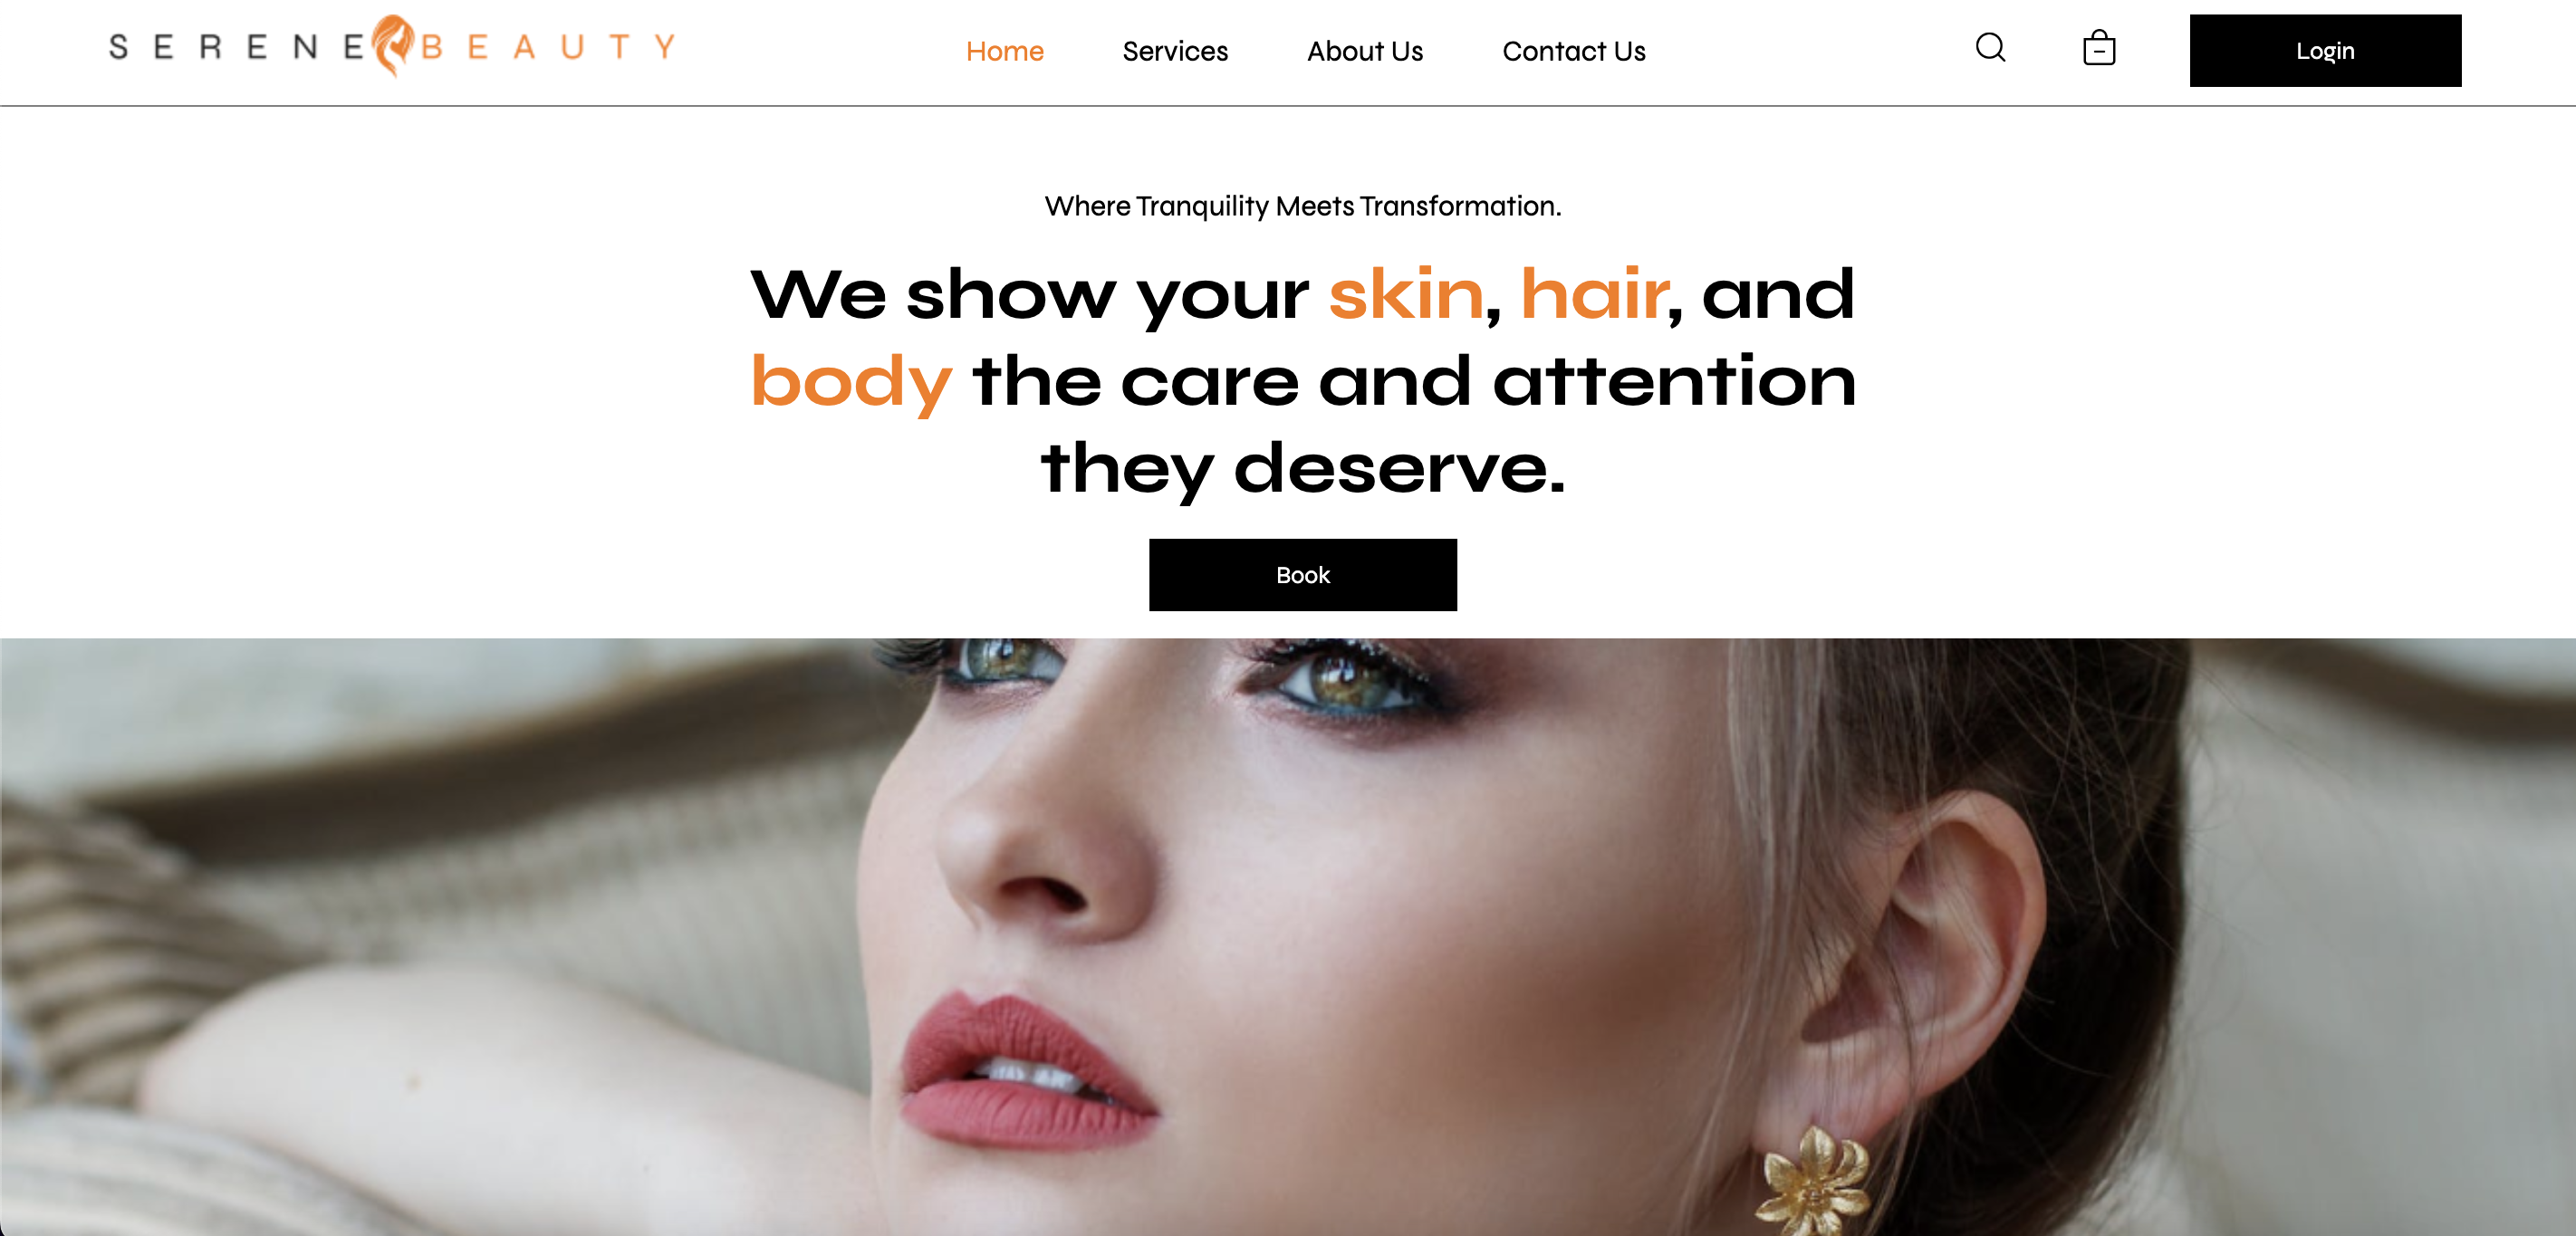 SERENE BEAUTY
Home Services About Us Contact Us Login
Where Tranquility Meets Transformation.
We show your skin, hair, and
body the care and attention
they deserve.
Book